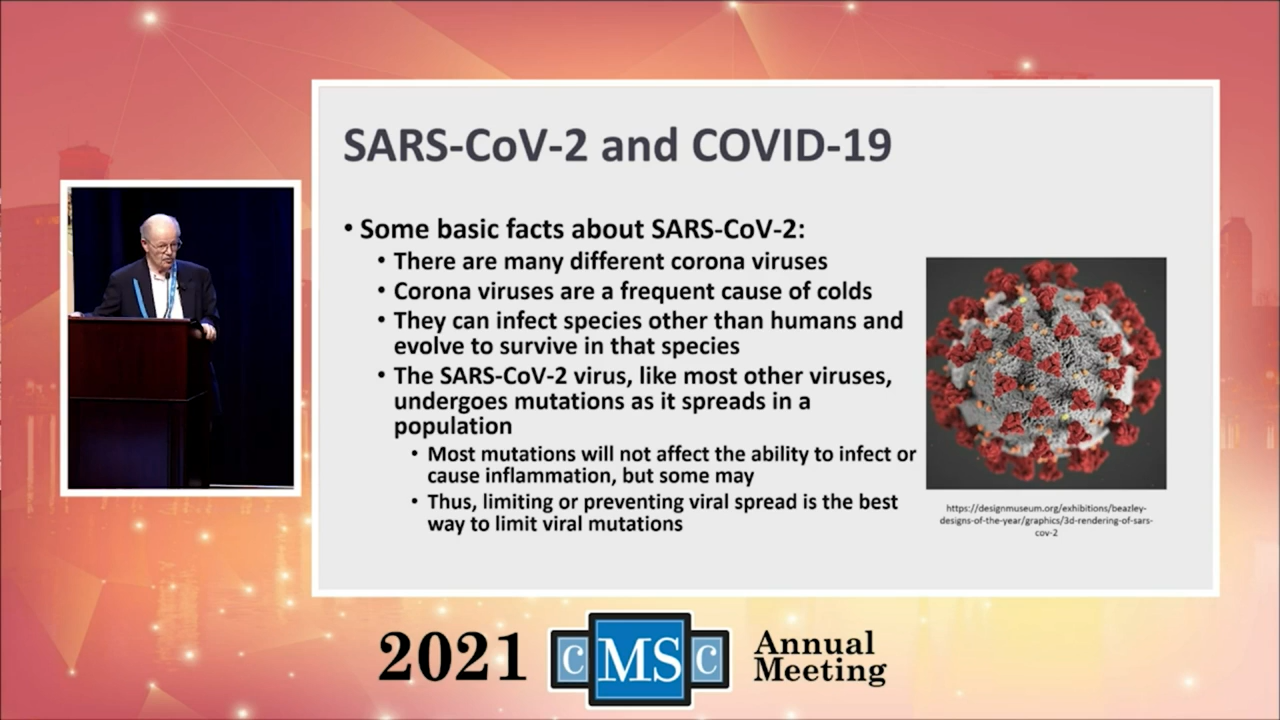 SARS-CoV-2 and COVID-19
• Some basic facts about SARS-CoV-2:
• There are many different corona viruses
• Corona viruses are a frequent cause of colds
• They can infect species other than humans and
evolve to survive in that species
• The SARS-CoV-2 virus, like most other viruses,
undergoes mutations as it spreads in a
population
• Most mutations will not affect the ability to infect or
cause inflammation, but some may
• Thus, limiting or preventing viral spread is the best
way to limit viral mutations
https://designmuseum.org/exhibitions/beazley-
designs-of-the-year/graphics/3d-rendering-of-sars-
cov-2
2021
C MS C
Annual
Meeting